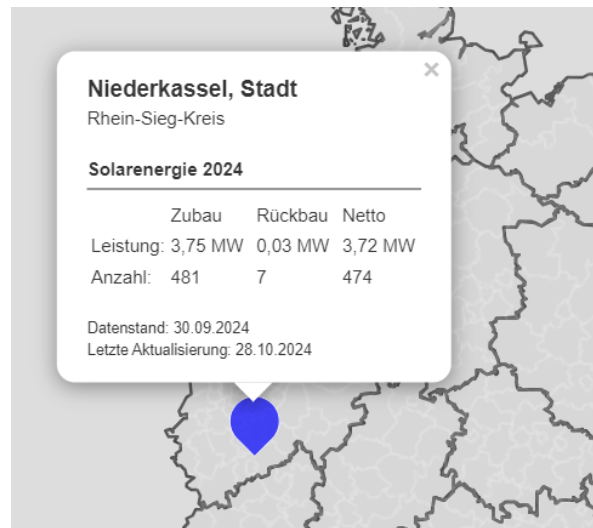 ×
Niederkassel, Stadt
Rhein-Sieg-Kreis
Solarenergie 2024
Zubau Rückbau Netto
Leistung: 3,75 MW 0,03 MW 3,72 MW
Anzahl: 481 7 474
Datenstand: 30.09.2024
Letzte Aktualisierung: 28.10.2024